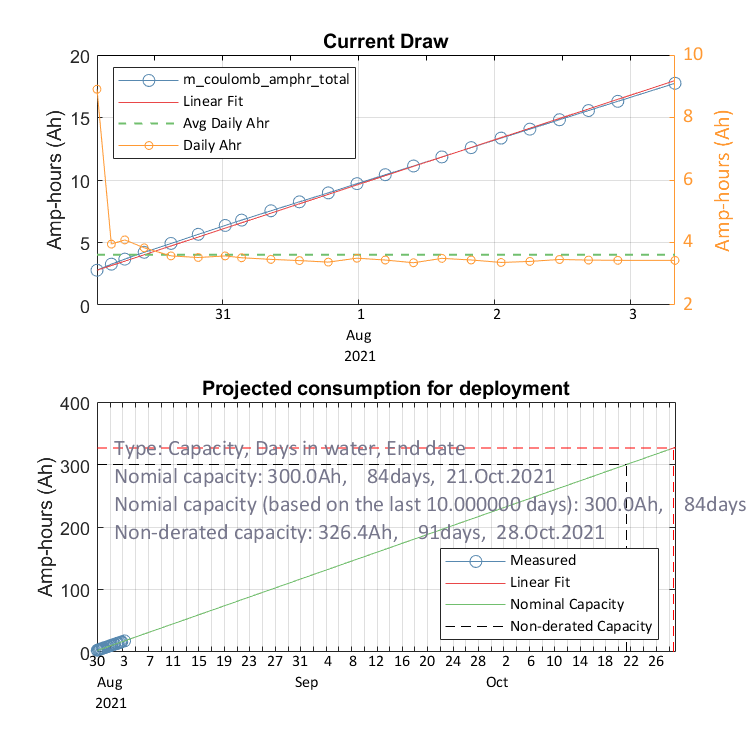 Current Draw
20
15
10
5
0
Amp-hours (Ah)
m_coulomb_amphr_total
Linear Fit
Avg Daily Ahr
Daily Ahr
10
8
6
4
2
Amp-hours (Ah)
31 1 2 3
Aug
2021
Projected consumption for deployment
400
300
200
100
0
Amp-hours (Ah)
Type: Capacity, Days in water, End date
Nomial capacity: 300.0Ah, 84days, 21.Oct.2021
Nomial capacity (based on the last 10.000000 days): 300.0Ah, 84days
Non-derated capacity: 326.4Ah, 91days, 28.Oct.2021
Measured
Linear Fit
Nominal Capacity
Non-derated Capacity
30 3 7 11 15 19 23 27 31 4 8 12 16 20 24 28 2 6 10 14 18 22 26
Aug Sep Oct
2021